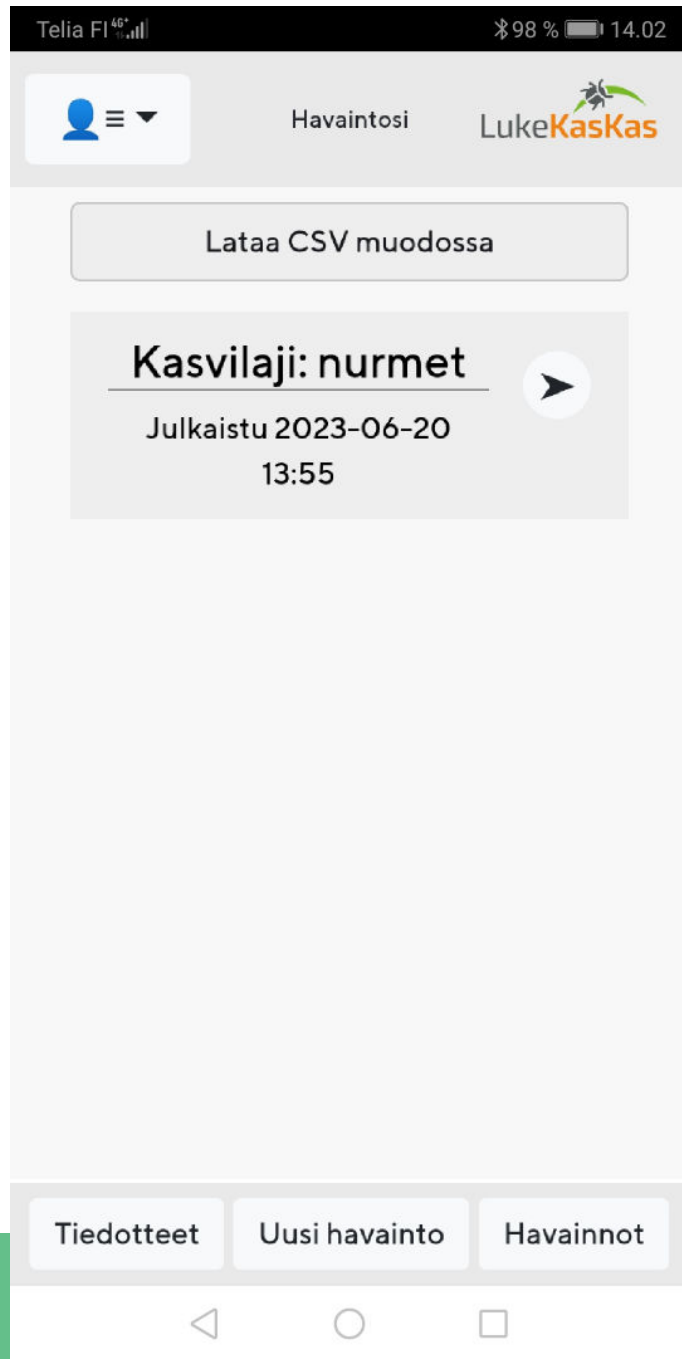 Telia FI 4G+ 98 % 14.02
Havaintosi
LukeKasKas
Lataa CSV muodossa
Kasvilaji: nurmet
Julkaistu 2023-06-20
13:55
Tiedotteet Uusi havainto Havainnot